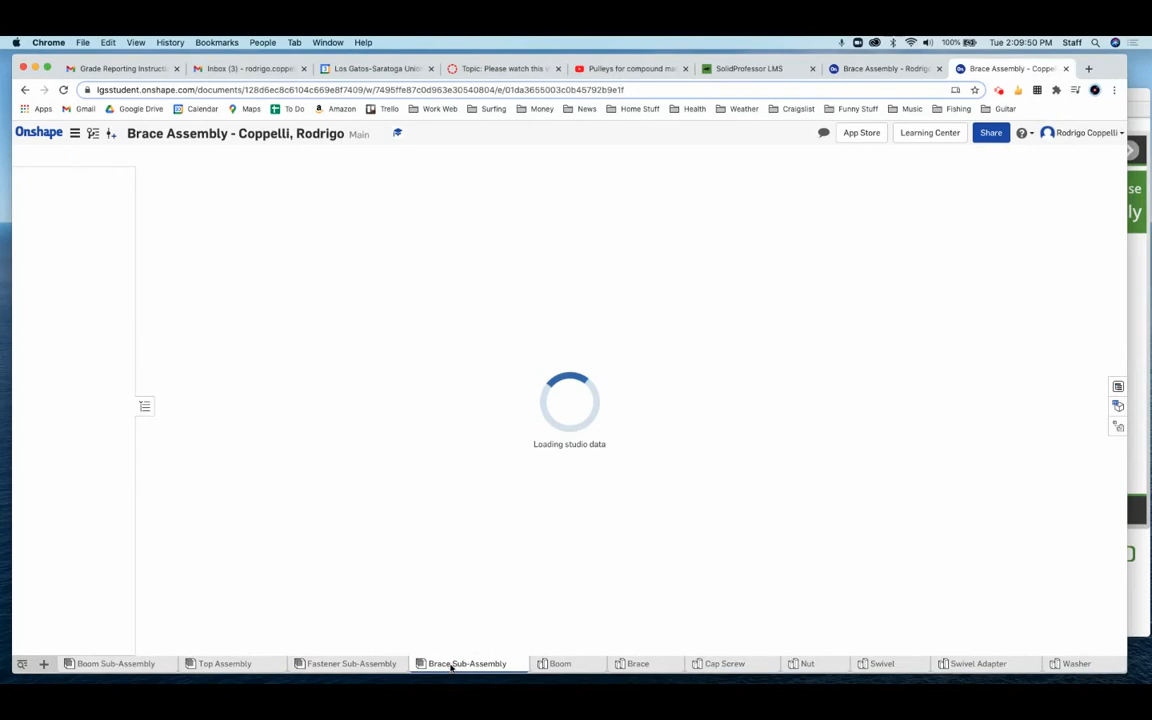 Chrome File Edit View History Bookmarks People Tab Window Help 100% Tue 2:09:50 PM Staff
Grade Reporting Instructi Inbox (3) - rodrigo.coppel Los Gatos-Saratoga Union Topic: Please watch this v Pulleys for compound ma SolidProfessor LMS Brace Assembly - Rodrig Brace Assembly - Coppel
lgsstudent.onshape.com/documents/128d6ec8c6104c669e8f7409/w/7495ffe87c0d963e30540804/e/01da3655003c0b45792b9e1f
Apps Gmail Google Drive Calendar Maps To Do Amazon Trello Work Web Surfing Money News Home Stuff Health Weather Craigslist Funny Stuff Music Fishing Guitar
Onshape Brace Assembly - Coppelli, Rodrigo Main App Store Learning Center Share Rodrigo Coppelli
se
ly
Loading studio data
Boom Sub-Assembly Top Assembly Fastener Sub-Assembly Brace Sub-Assembly Boom Brace Cap Screw Nut Swivel Swivel Adapter Washer